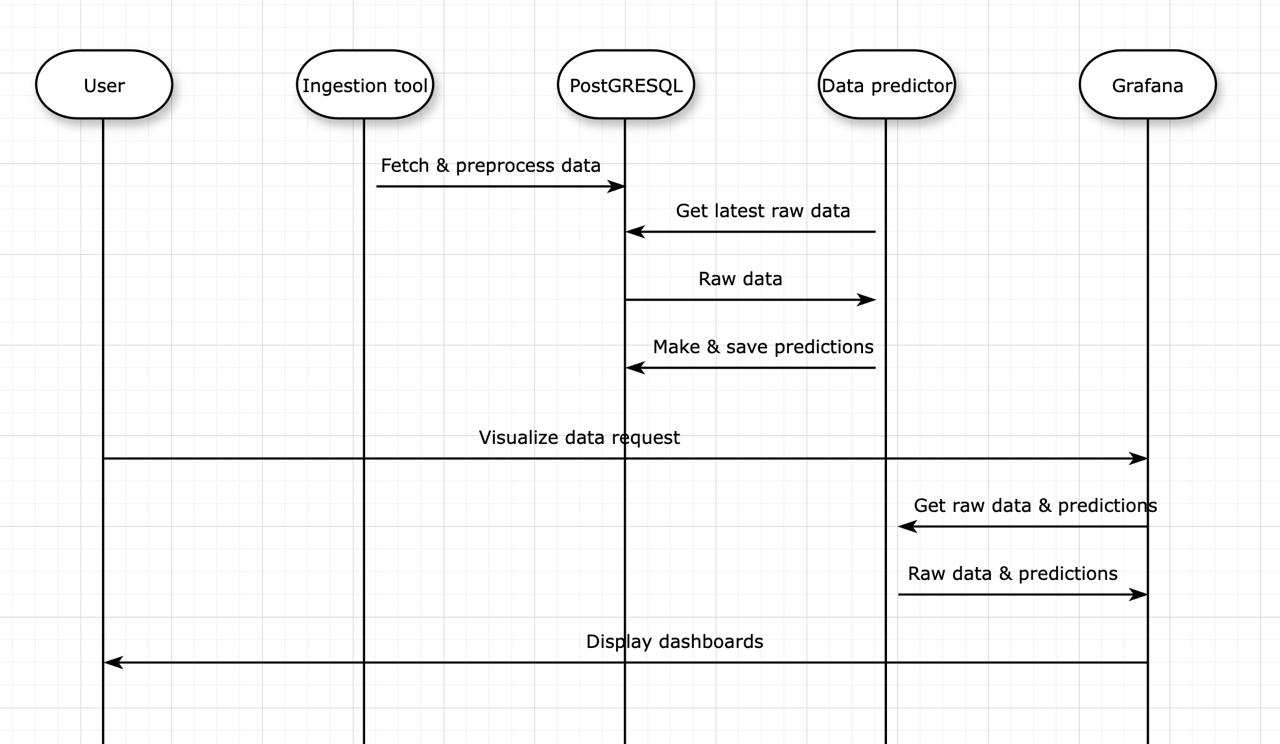 User
Ingestion tool
PostGRESQL
Data predictor
Grafana
Fetch & preprocess data
Get latest raw data
Raw data
Make & save predictions
Visualize data request
Get raw data & predictions
Raw data & predictions
Display dashboards